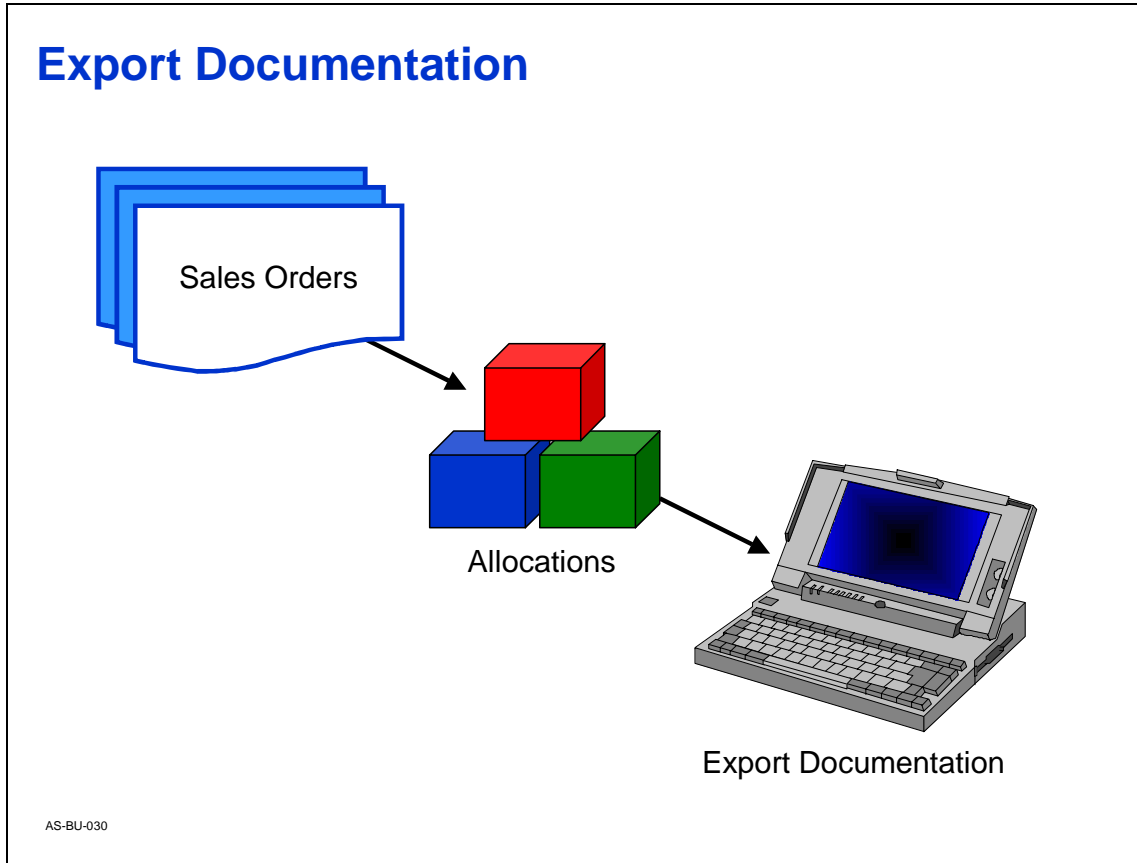 Export Documentation
Sales Orders
Allocations
Export Documentation
AS-BU-030